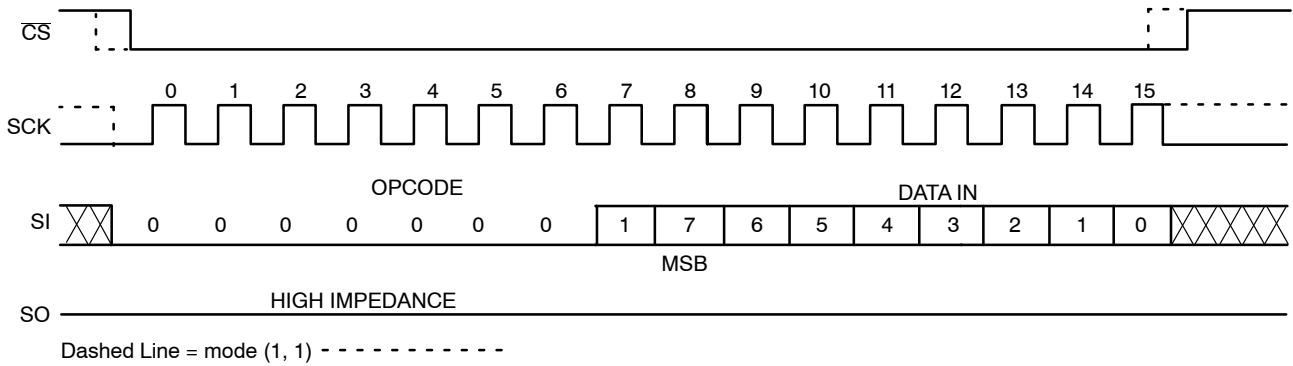 CS
0 1 2 3 4 5 6 7 8 9 10 11 12 13 14 15
SCK
OPCODE
DATA IN
SI
0 0 0 0 0 0 0 1 7 6 5 4 3 2 1 0
MSB
HIGH IMPEDANCE
SO
Dashed Line = mode (1, 1)